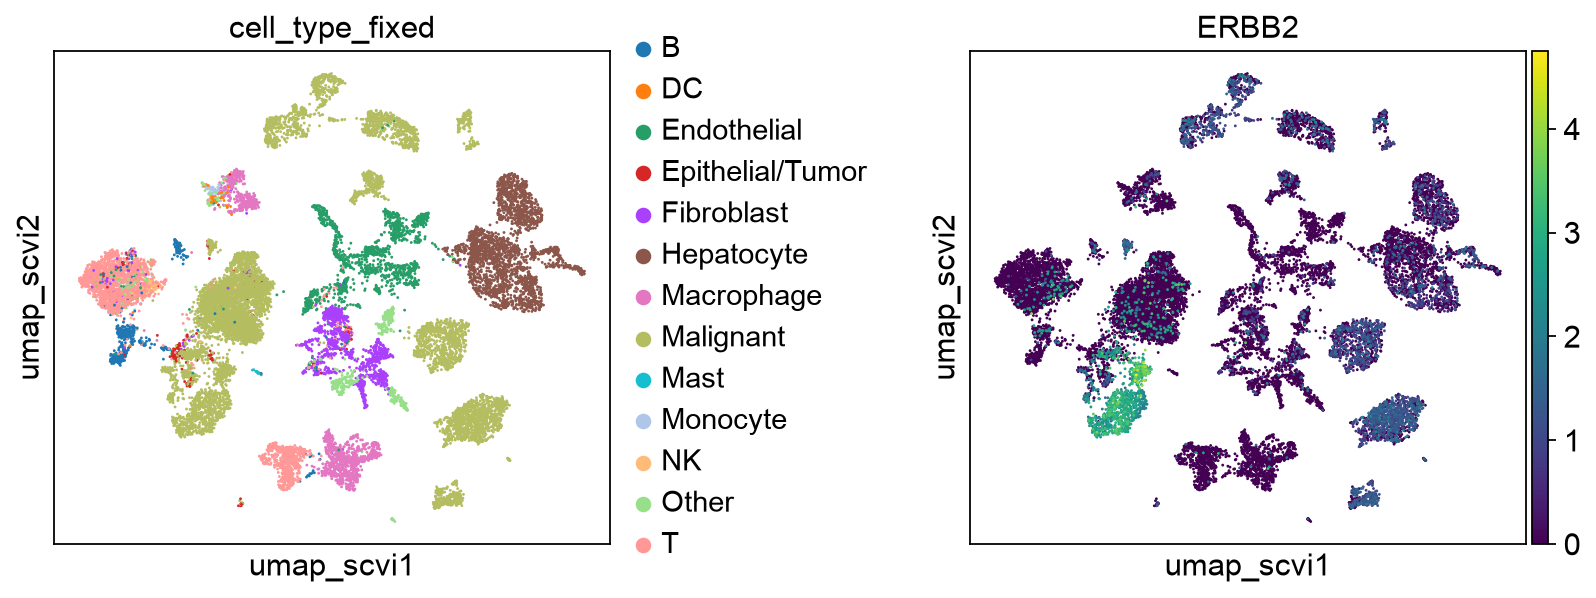 cell_type_fixed
umap_scvi2
umap_scvi1
B
DC
Endothelial
Epithelial/Tumor
Fibroblast
Hepatocyte
Macrophage
Malignant
Mast
Monocyte
NK
Other
T
ERBB2
umap_scvi2
umap_scvi1
4
3
2
1
0